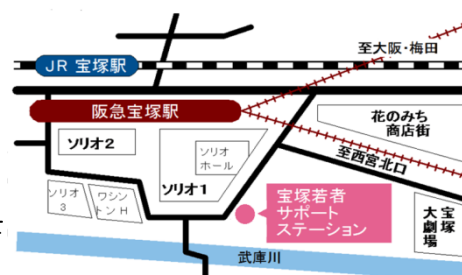 至大阪・梅田
JR 宝塚駅
阪急宝塚駅
花のみち
商店街
ソリオ2
ソリオ
ホール
至西宮北口
ソリオ1
ソリオ
3
ワシン
トンH
宝塚若者
サポート
ステーション
宝塚
大劇場
武庫川